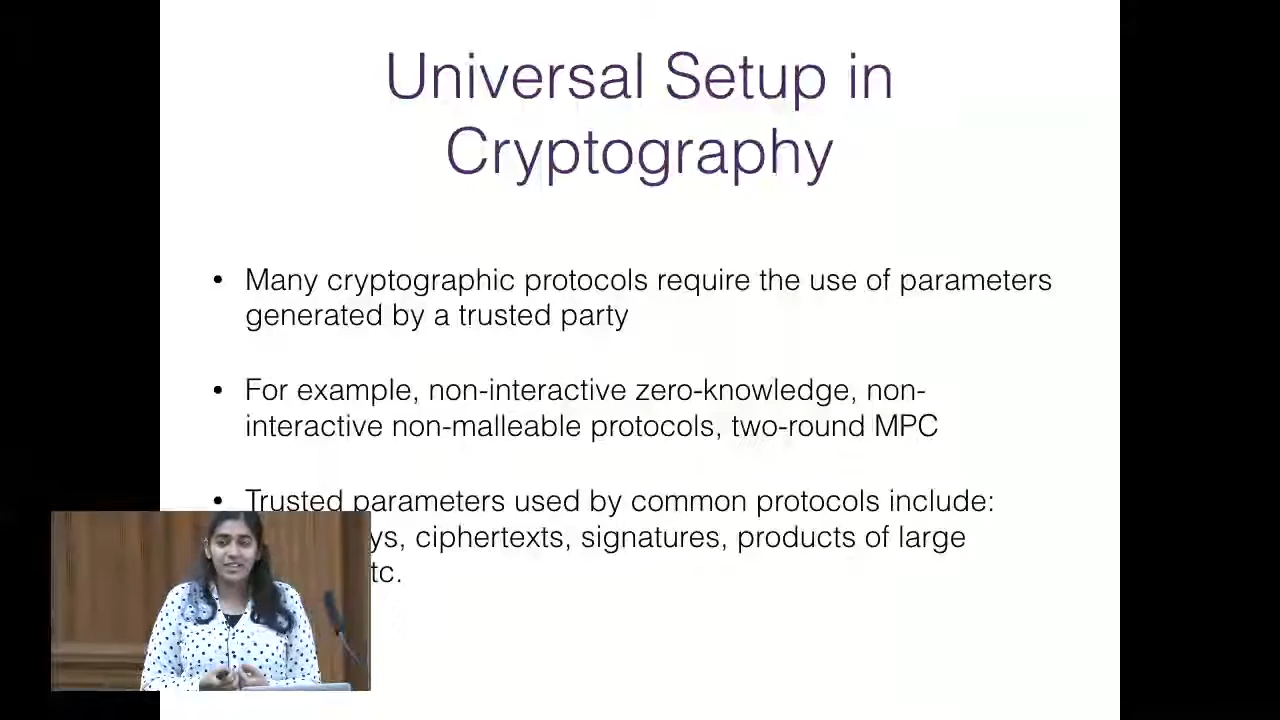 Universal Setup in
Cryptography
• Many cryptographic protocols require the use of parameters
generated by a trusted party
• For example, non-interactive zero-knowledge, non-
interactive non-malleable protocols, two-round MPC
• Trusted parameters used by common protocols include:
ciphertexts, signatures, products of large